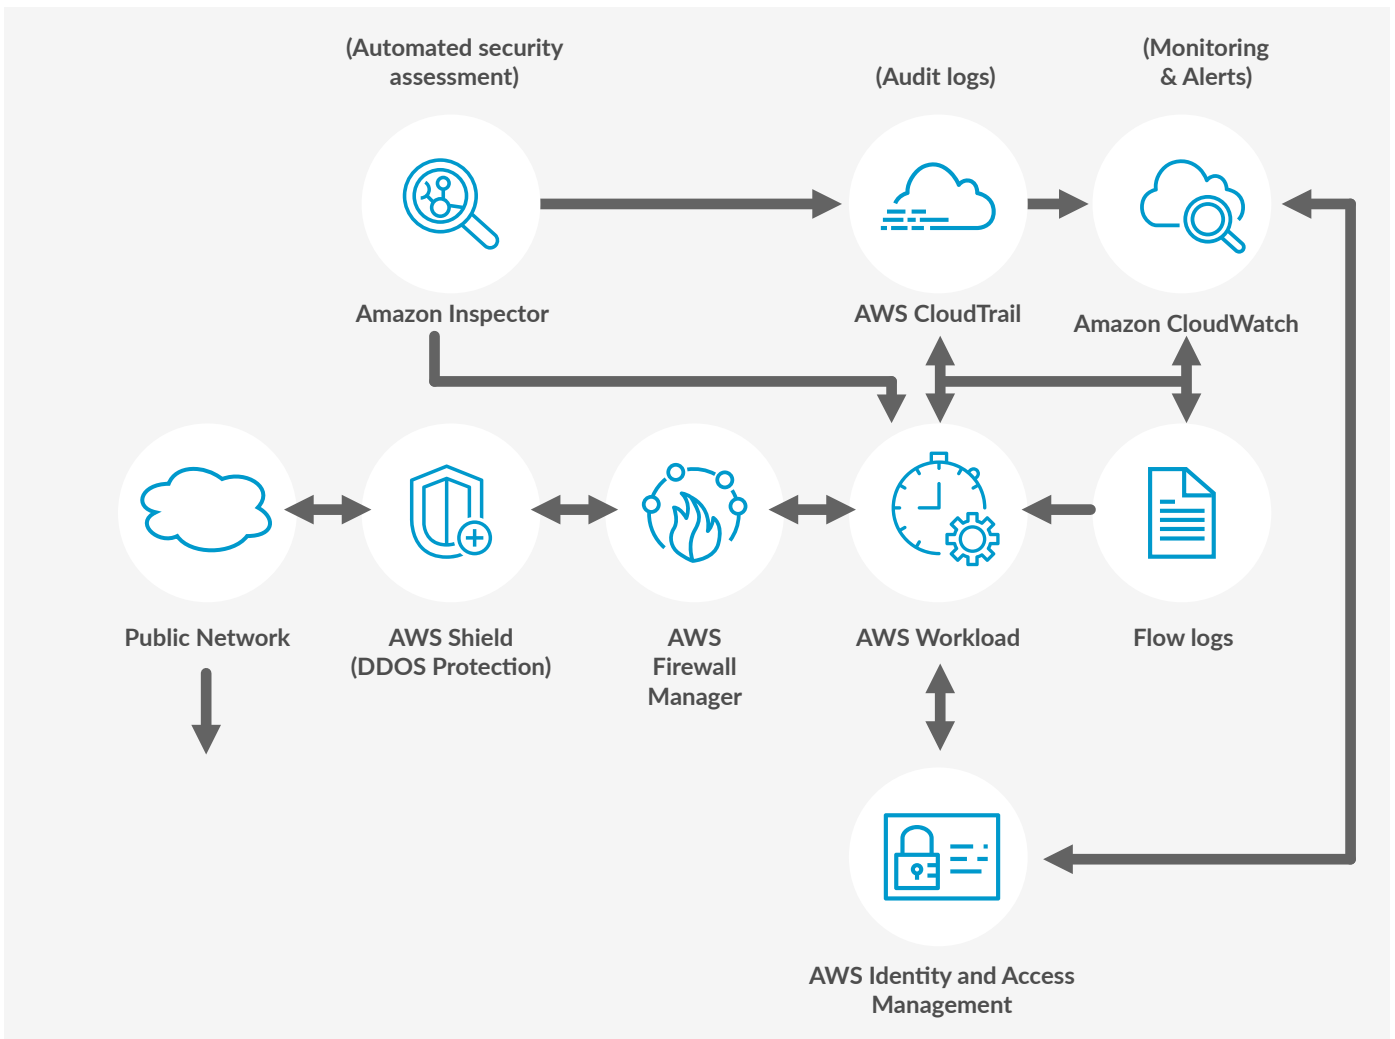 (Automated security
assessment)
(Audit logs)
(Monitoring
& Alerts)
Amazon Inspector
AWS CloudTrail
Amazon CloudWatch
Public Network
AWS Shield
(DDOS Protection)
AWS
Firewall
Manager
AWS Workload
Flow logs
AWS Identity and Access
Management